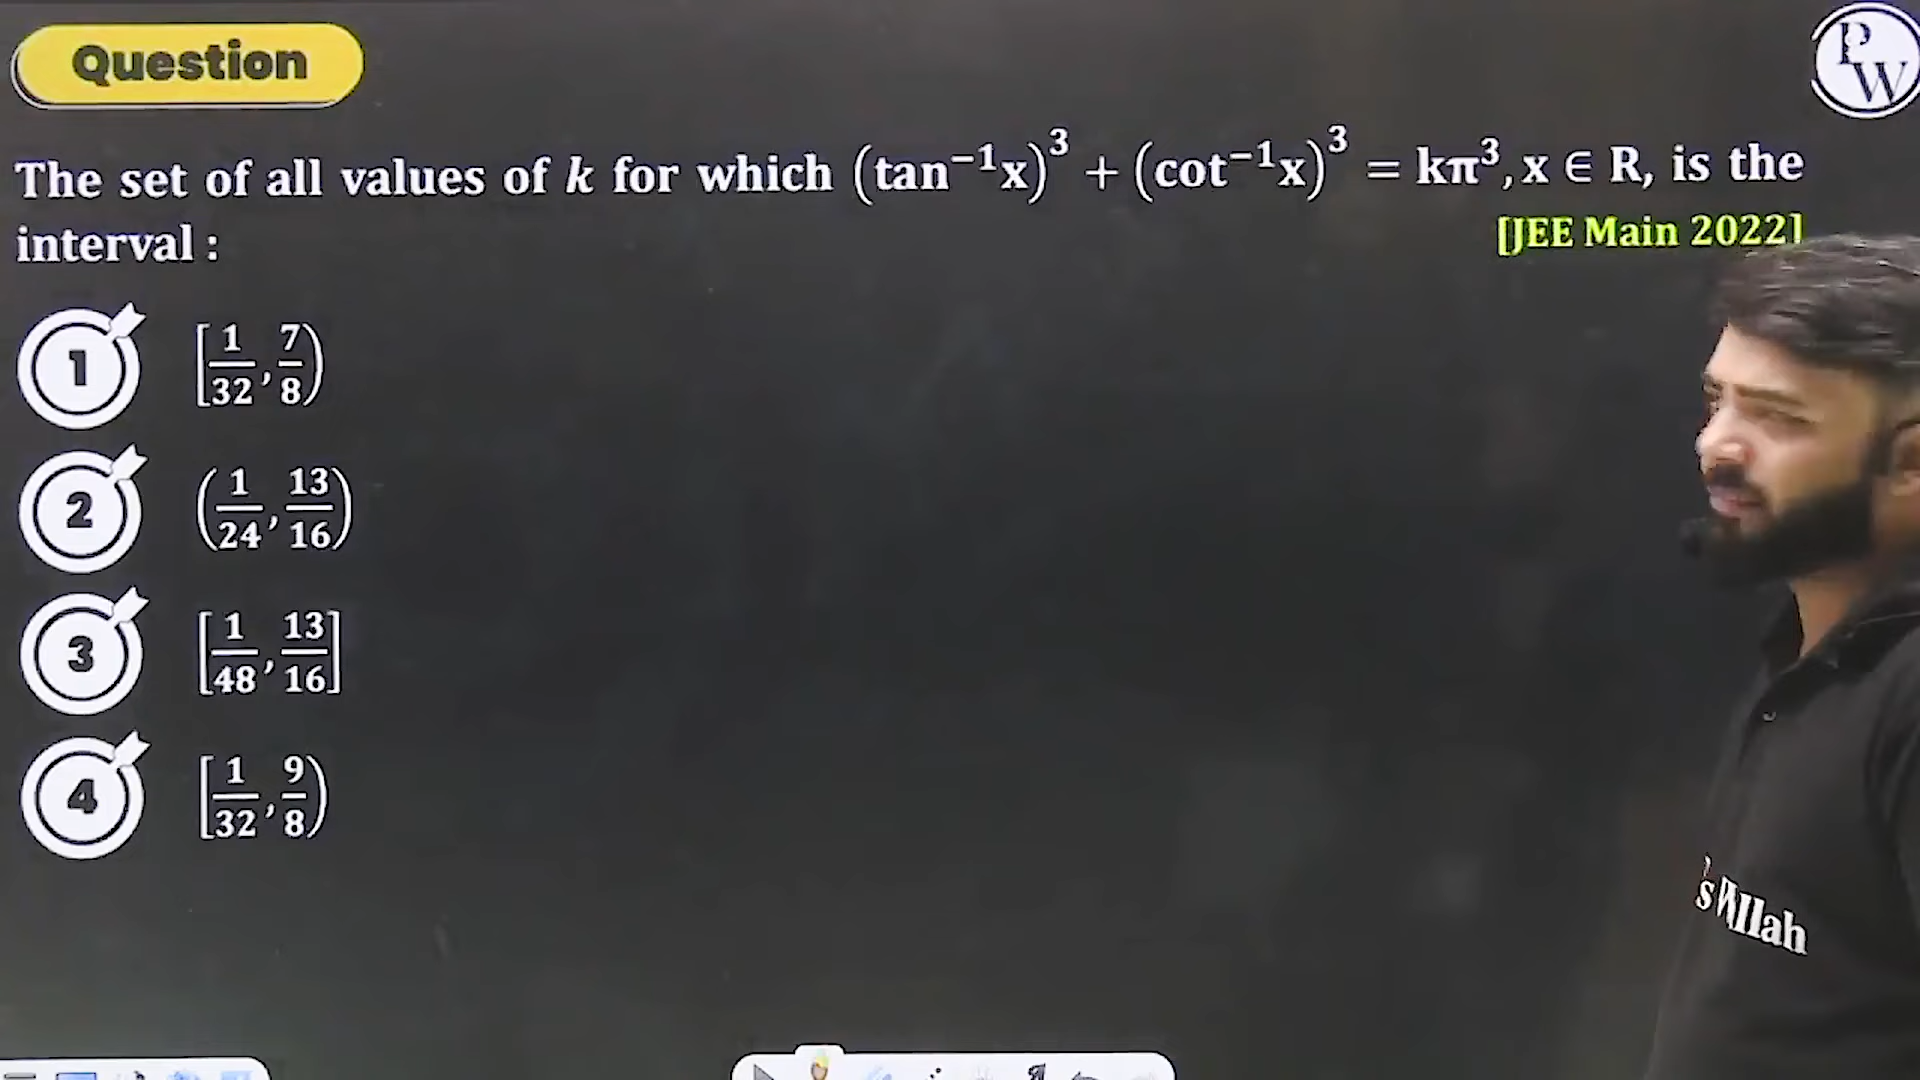 Question
PW
The set of all values of k for which (tan⁻¹x)³ + (cot⁻¹x)³ = kπ³, x ∈ R, is the
interval :
[JEE Main 2022]
1 [1/32, 7/8)
2 (1/24, 13/16)
3 [1/48, 13/16]
4 [1/32, 9/8)
's Wallah